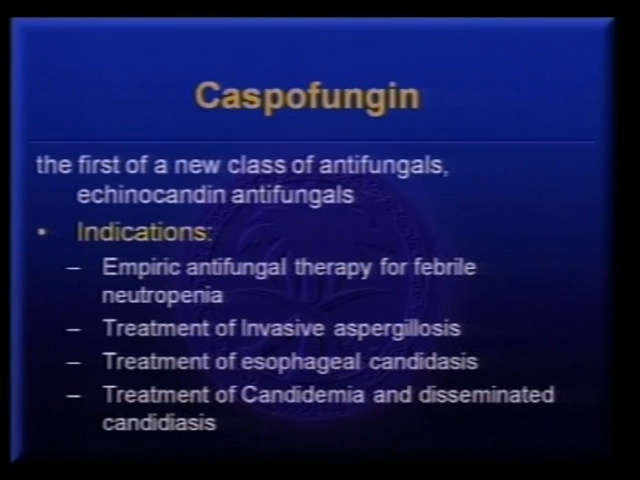 Caspofungin
the first of a new class of antifungals,
echinocandin antifungals
• Indications:
– Empiric antifungal therapy for febrile
neutropenia
– Treatment of Invasive aspergillosis
– Treatment of esophageal candidasis
– Treatment of Candidemia and disseminated
candidiasis